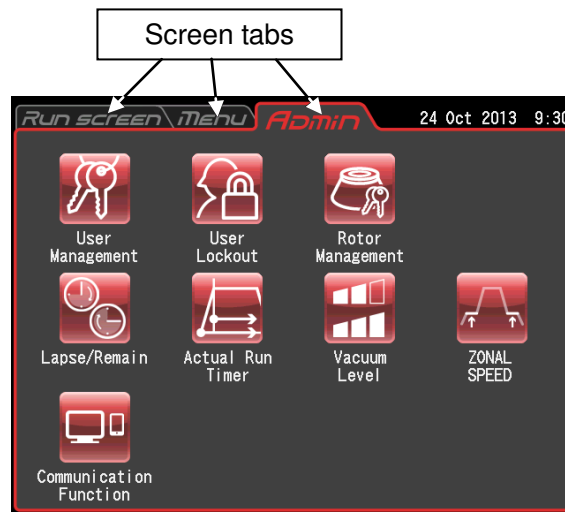 Screen tabs
Run screen Menu Admin 24 Oct 2013 9:30
User Management
User Lockout
Rotor Management
Lapse/Remain
Actual Run Timer
Vacuum Level
ZONAL SPEED
Communication Function